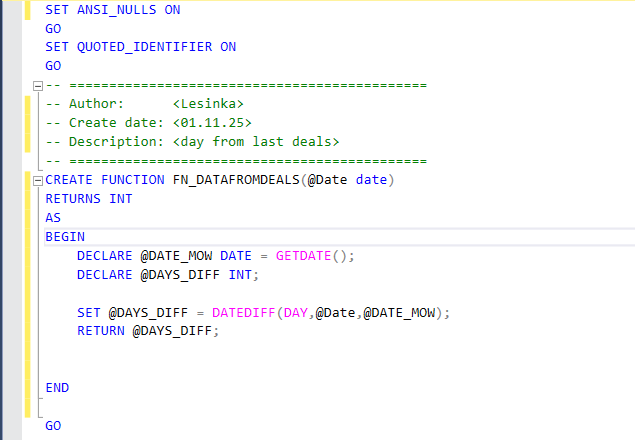 SET ANSI_NULLS ON
GO
SET QUOTED_IDENTIFIER ON
GO
-- =============================================
-- Author:      <Lesinka>
-- Create date: <01.11.25>
-- Description: <day from last deals>
-- =============================================
CREATE FUNCTION FN_DATAFROMDEALS(@Date date)
RETURNS INT
AS
BEGIN
    DECLARE @DATE_MOW DATE = GETDATE();
    DECLARE @DAYS_DIFF INT;
    SET @DAYS_DIFF = DATEDIFF(DAY,@Date,@DATE_MOW);
    RETURN @DAYS_DIFF;
END
GO